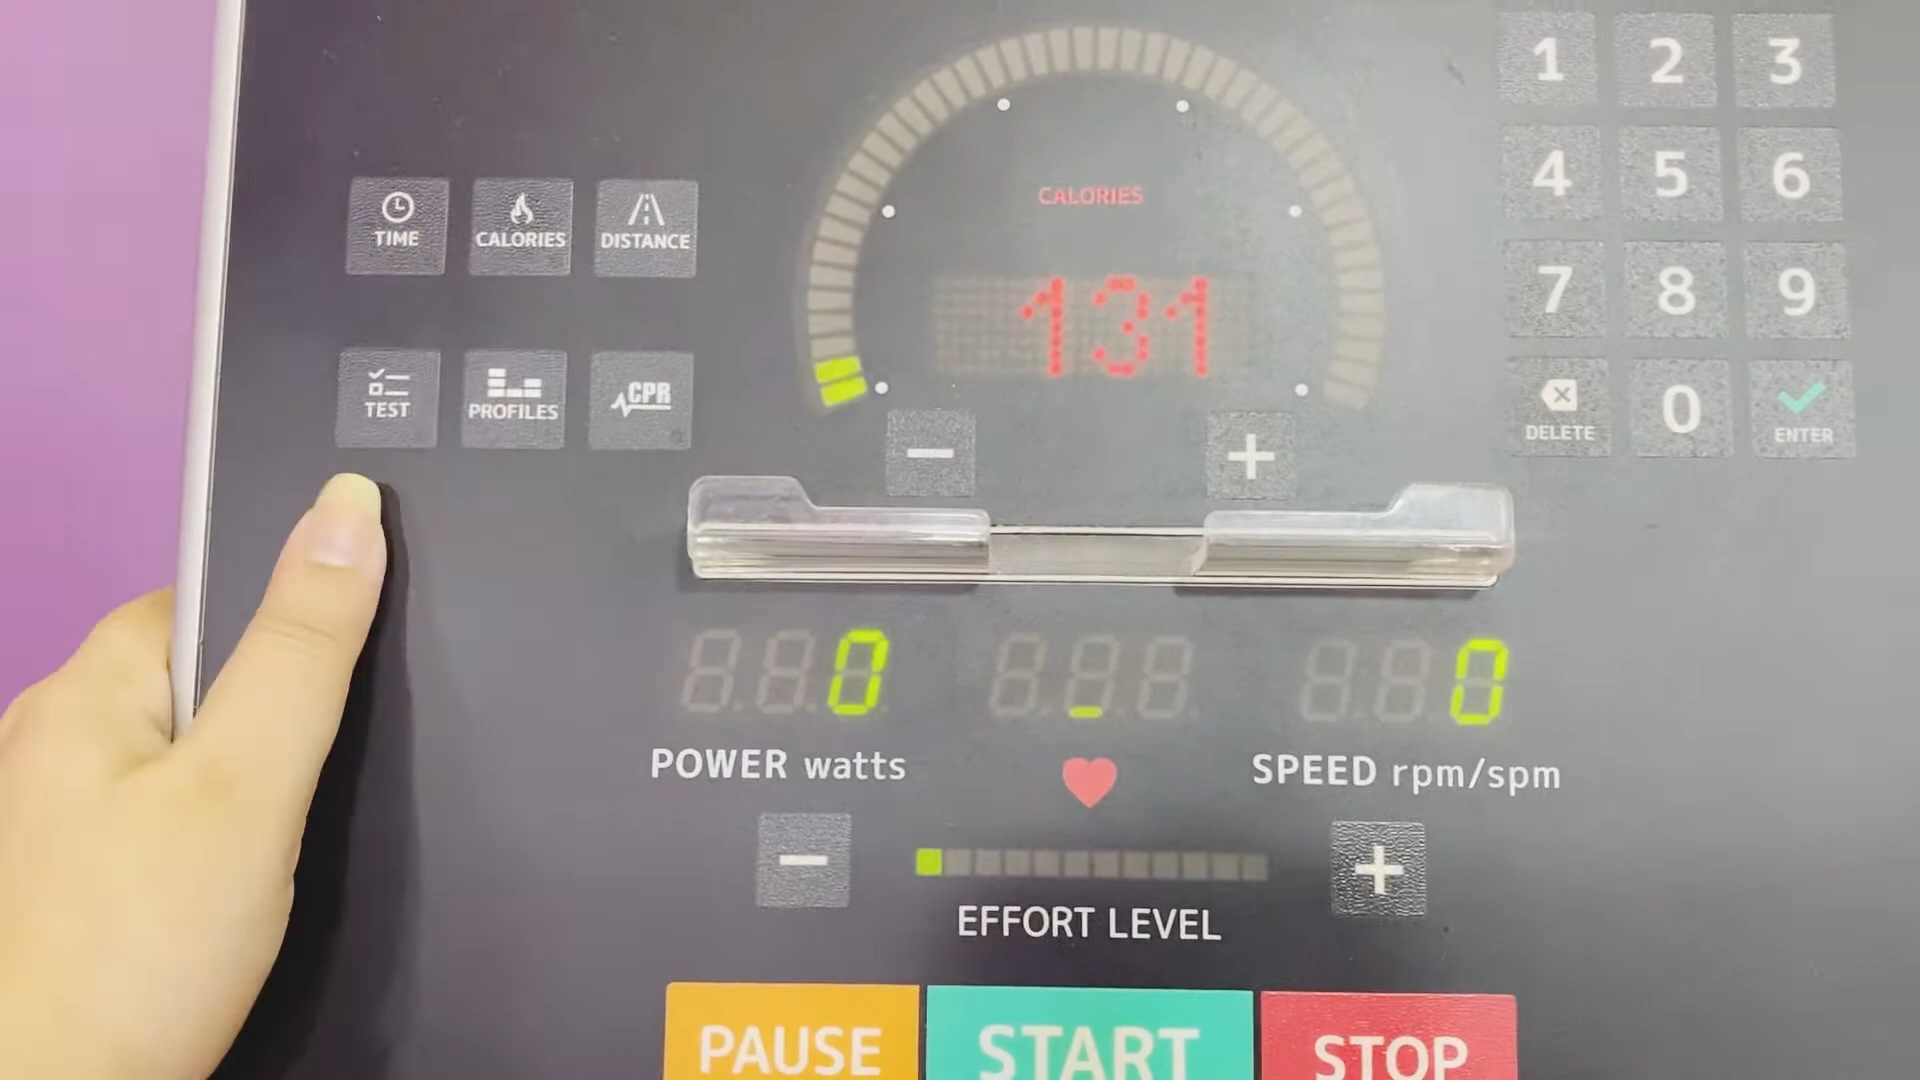 1 2 3
4 5 6
7 8 9
DELETE 0 ENTER
TIME CALORIES DISTANCE
TEST PROFILES CPR
CALORIES
131
− +
0 _ 0
POWER watts
SPEED rpm/spm
− +
EFFORT LEVEL
PAUSE START STOP